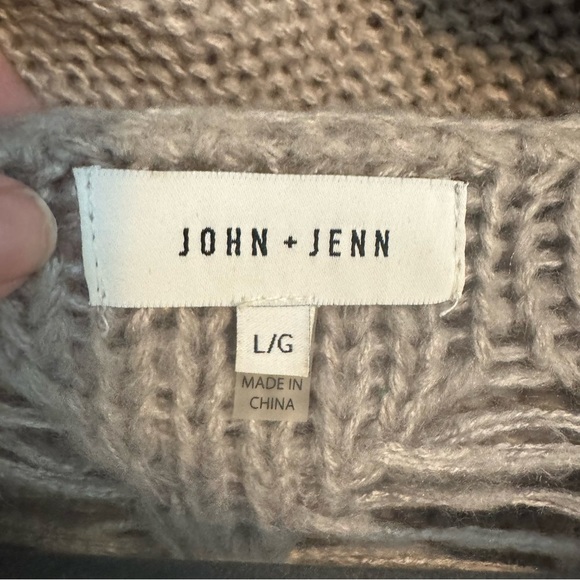 JOHN + JENN
L/G
MADE IN
CHINA